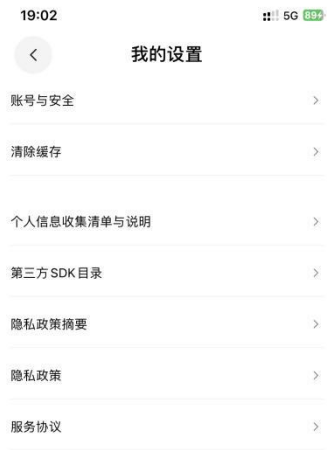 19:02
5G 89
我的设置
账号与安全
清除缓存
个人信息收集清单与说明
第三方SDK目录
隐私政策摘要
隐私政策
服务协议